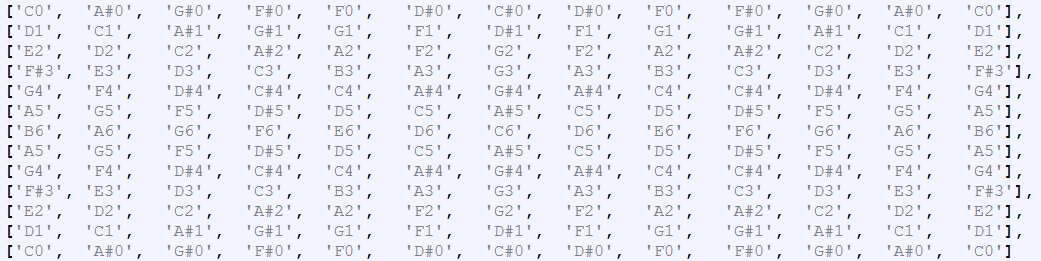 ['C0', 'A#0', 'G#0', 'F#0', 'F0', 'D#0', 'C#0', 'D#0', 'F0', 'F#0', 'G#0', 'A#0', 'C0'],
['D1', 'C1', 'A#1', 'G#1', 'G1', 'F1', 'D#1', 'F1', 'G1', 'G#1', 'A#1', 'C1', 'D1'],
['E2', 'D2', 'C2', 'A#2', 'A2', 'F2', 'G2', 'F2', 'A2', 'A#2', 'C2', 'D2', 'E2'],
['F#3', 'E3', 'D3', 'C3', 'B3', 'A3', 'G3', 'A3', 'B3', 'C3', 'D3', 'E3', 'F#3'],
['G4', 'F4', 'D#4', 'C#4', 'C4', 'A#4', 'G#4', 'A#4', 'C4', 'C#4', 'D#4', 'F4', 'G4'],
['A5', 'G5', 'F5', 'D#5', 'D5', 'C5', 'A#5', 'C5', 'D5', 'D#5', 'F5', 'G5', 'A5'],
['B6', 'A6', 'G6', 'F6', 'E6', 'D6', 'C6', 'D6', 'E6', 'F6', 'G6', 'A6', 'B6'],
['A5', 'G5', 'F5', 'D#5', 'D5', 'C5', 'A#5', 'C5', 'D5', 'D#5', 'F5', 'G5', 'A5'],
['G4', 'F4', 'D#4', 'C#4', 'C4', 'A#4', 'G#4', 'A#4', 'C4', 'C#4', 'D#4', 'F4', 'G4'],
['F#3', 'E3', 'D3', 'C3', 'B3', 'A3', 'G3', 'A3', 'B3', 'C3', 'D3', 'E3', 'F#3'],
['E2', 'D2', 'C2', 'A#2', 'A2', 'F2', 'G2', 'F2', 'A2', 'A#2', 'C2', 'D2', 'E2'],
['D1', 'C1', 'A#1', 'G#1', 'G1', 'F1', 'D#1', 'F1', 'G1', 'G#1', 'A#1', 'C1', 'D1'],
['C0', 'A#0', 'G#0', 'F#0', 'F0', 'D#0', 'C#0', 'D#0', 'F0', 'F#0', 'G#0', 'A#0', 'C0']